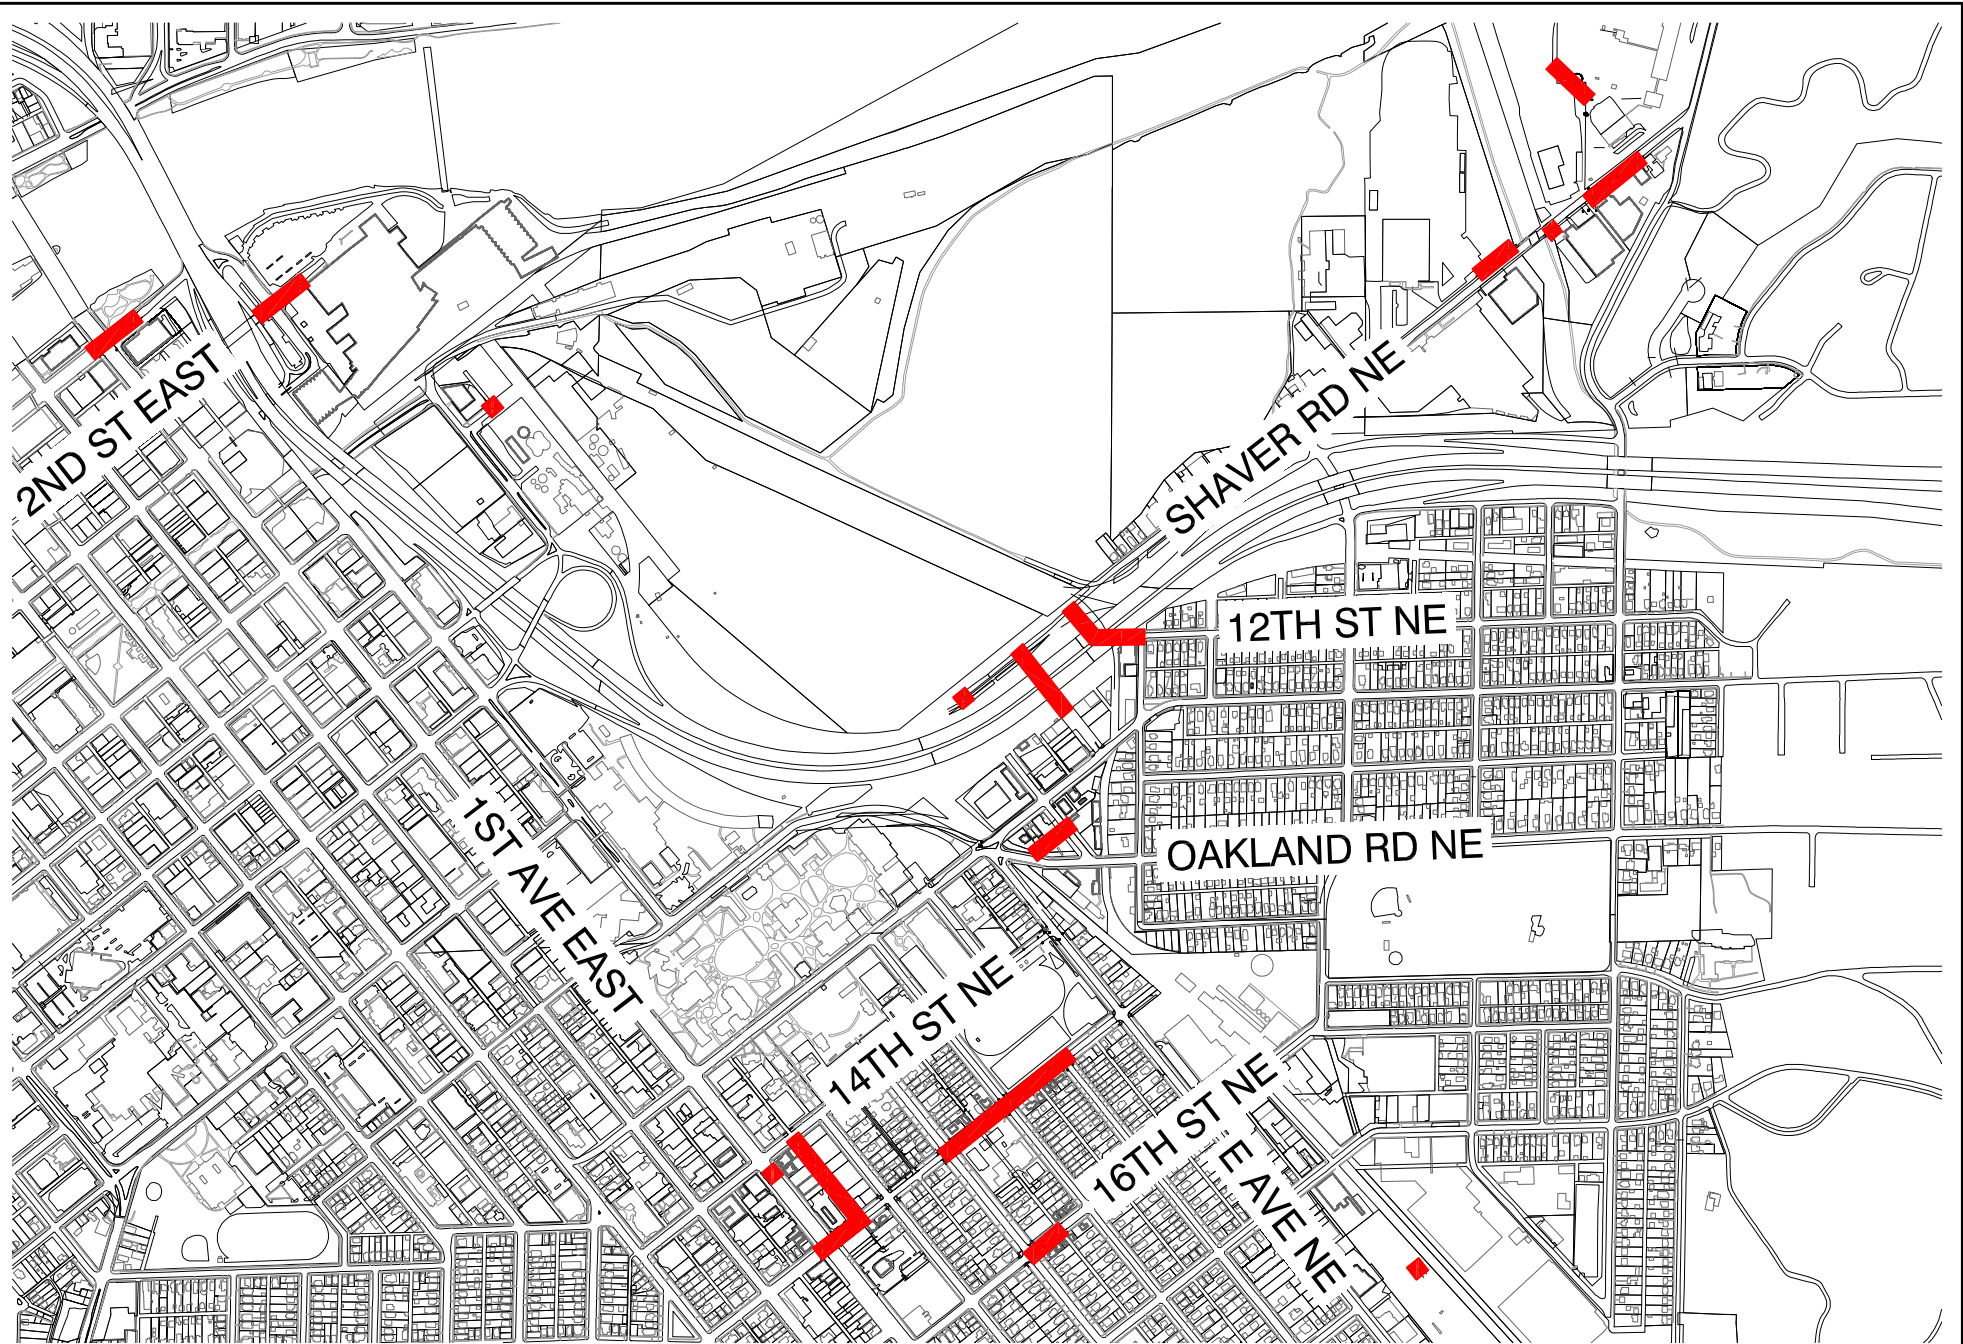 2ND ST EAST
SHAVER RD NE
12TH ST NE
OAKLAND RD NE
1ST AVE EAST
14TH ST NE
16TH ST NE
E AVE NE